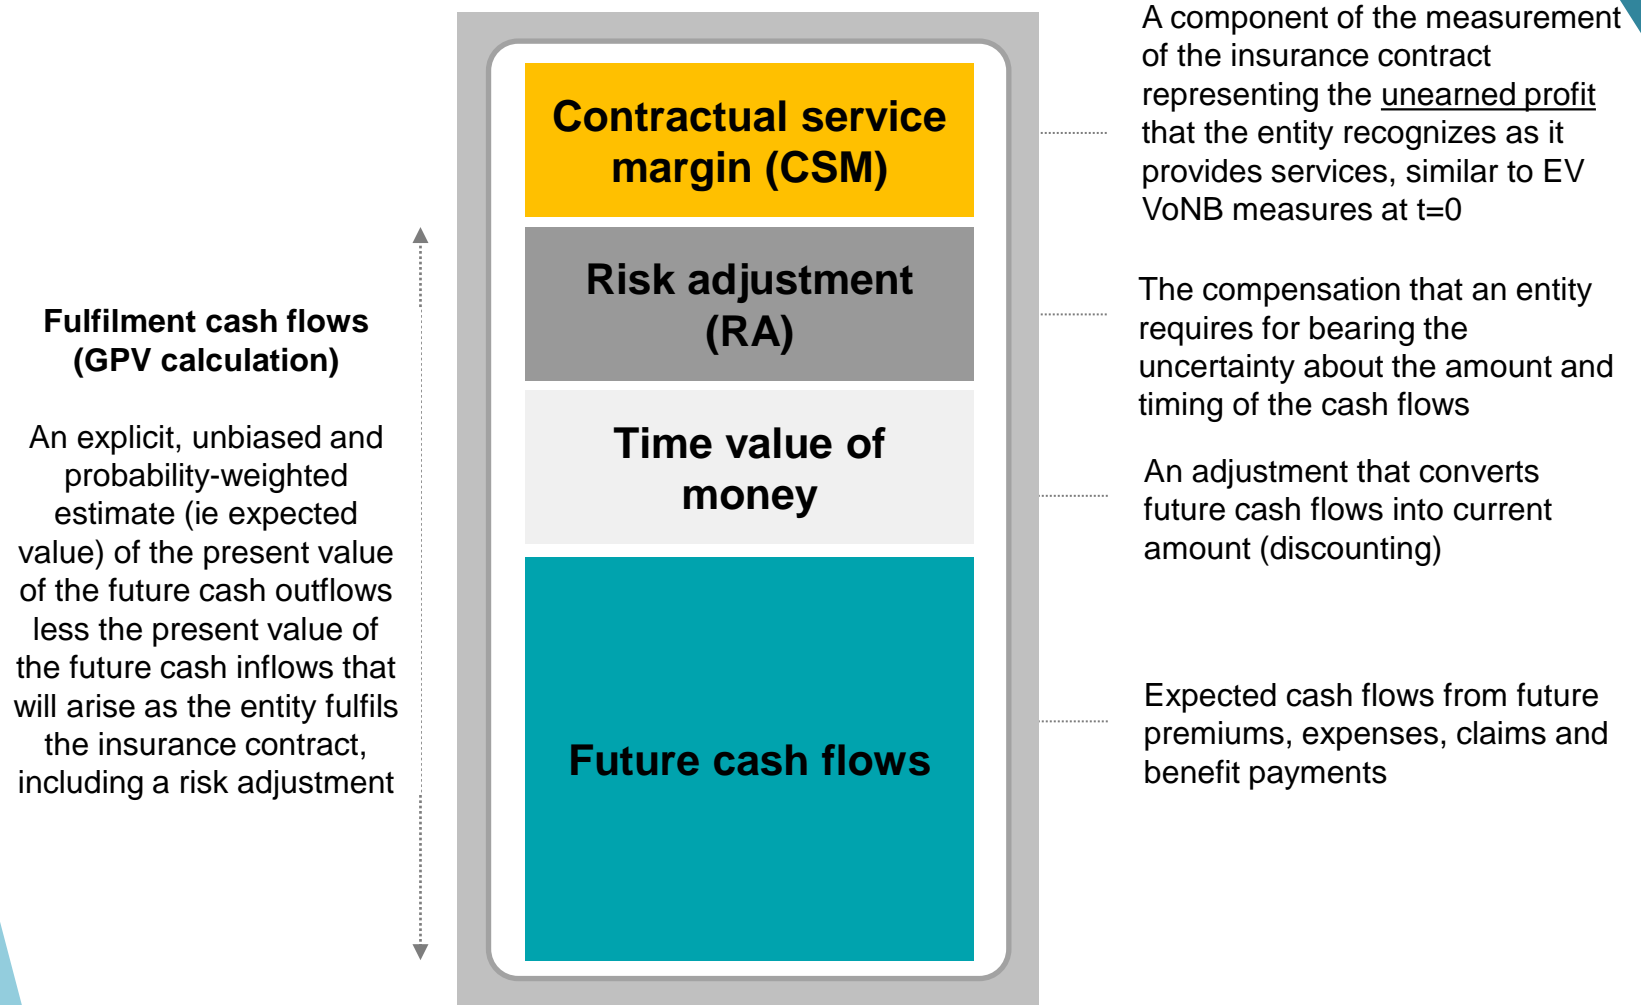 Fulfilment cash flows
(GPV calculation)
An explicit, unbiased and
probability-weighted
estimate (ie expected
value) of the present value
of the future cash outflows
less the present value of
the future cash inflows that
will arise as the entity fulfils
the insurance contract,
including a risk adjustment
Contractual service
margin (CSM)
Risk adjustment
(RA)
Time value of
money
Future cash flows
A component of the measurement
of the insurance contract
representing the unearned profit
that the entity recognizes as it
provides services, similar to EV
VoNB measures at t=0
The compensation that an entity
requires for bearing the
uncertainty about the amount and
timing of the cash flows
An adjustment that converts
future cash flows into current
amount (discounting)
Expected cash flows from future
premiums, expenses, claims and
benefit payments